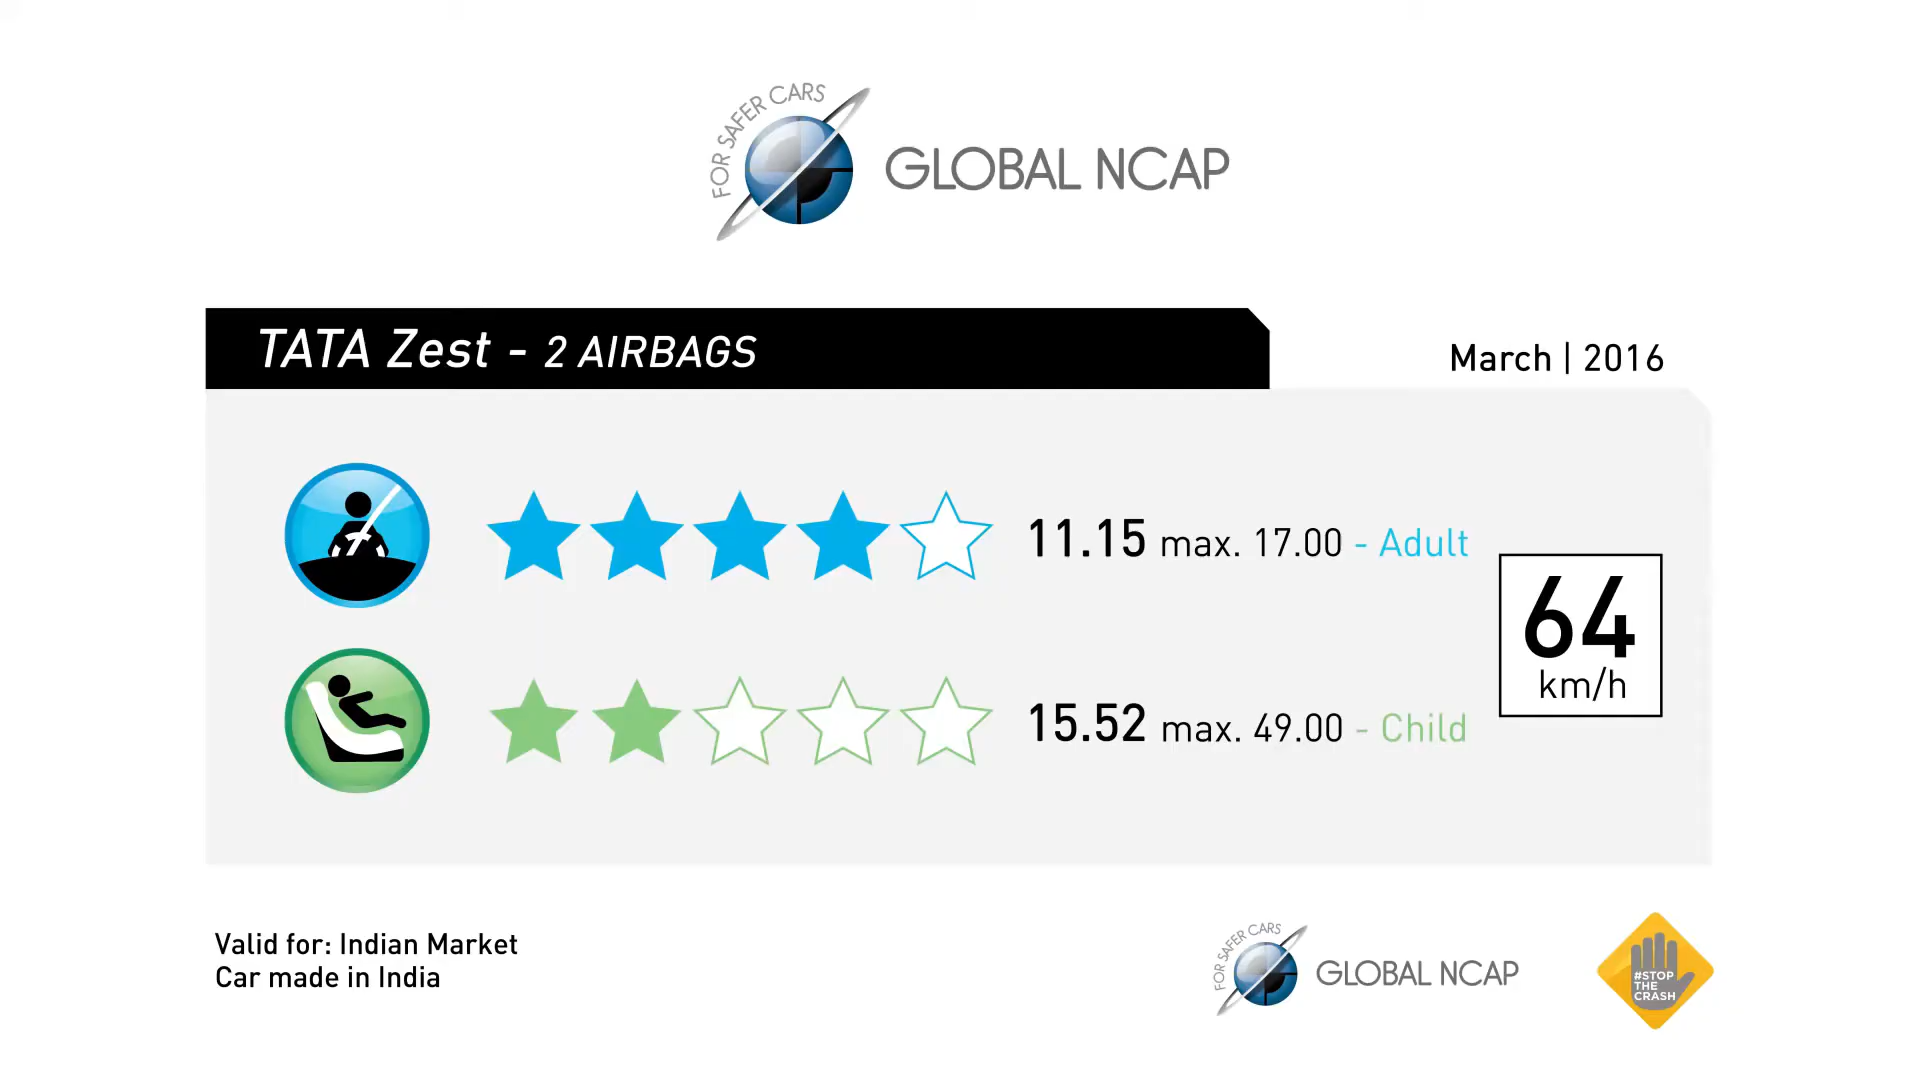 FOR SAFER CARS
GLOBAL NCAP
TATA Zest - 2 AIRBAGS
March | 2016
11.15 max. 17.00 - Adult
64
km/h
15.52 max. 49.00 - Child
Valid for: Indian Market
Car made in India
FOR SAFER CARS
GLOBAL NCAP
#STOP
THE
CRASH